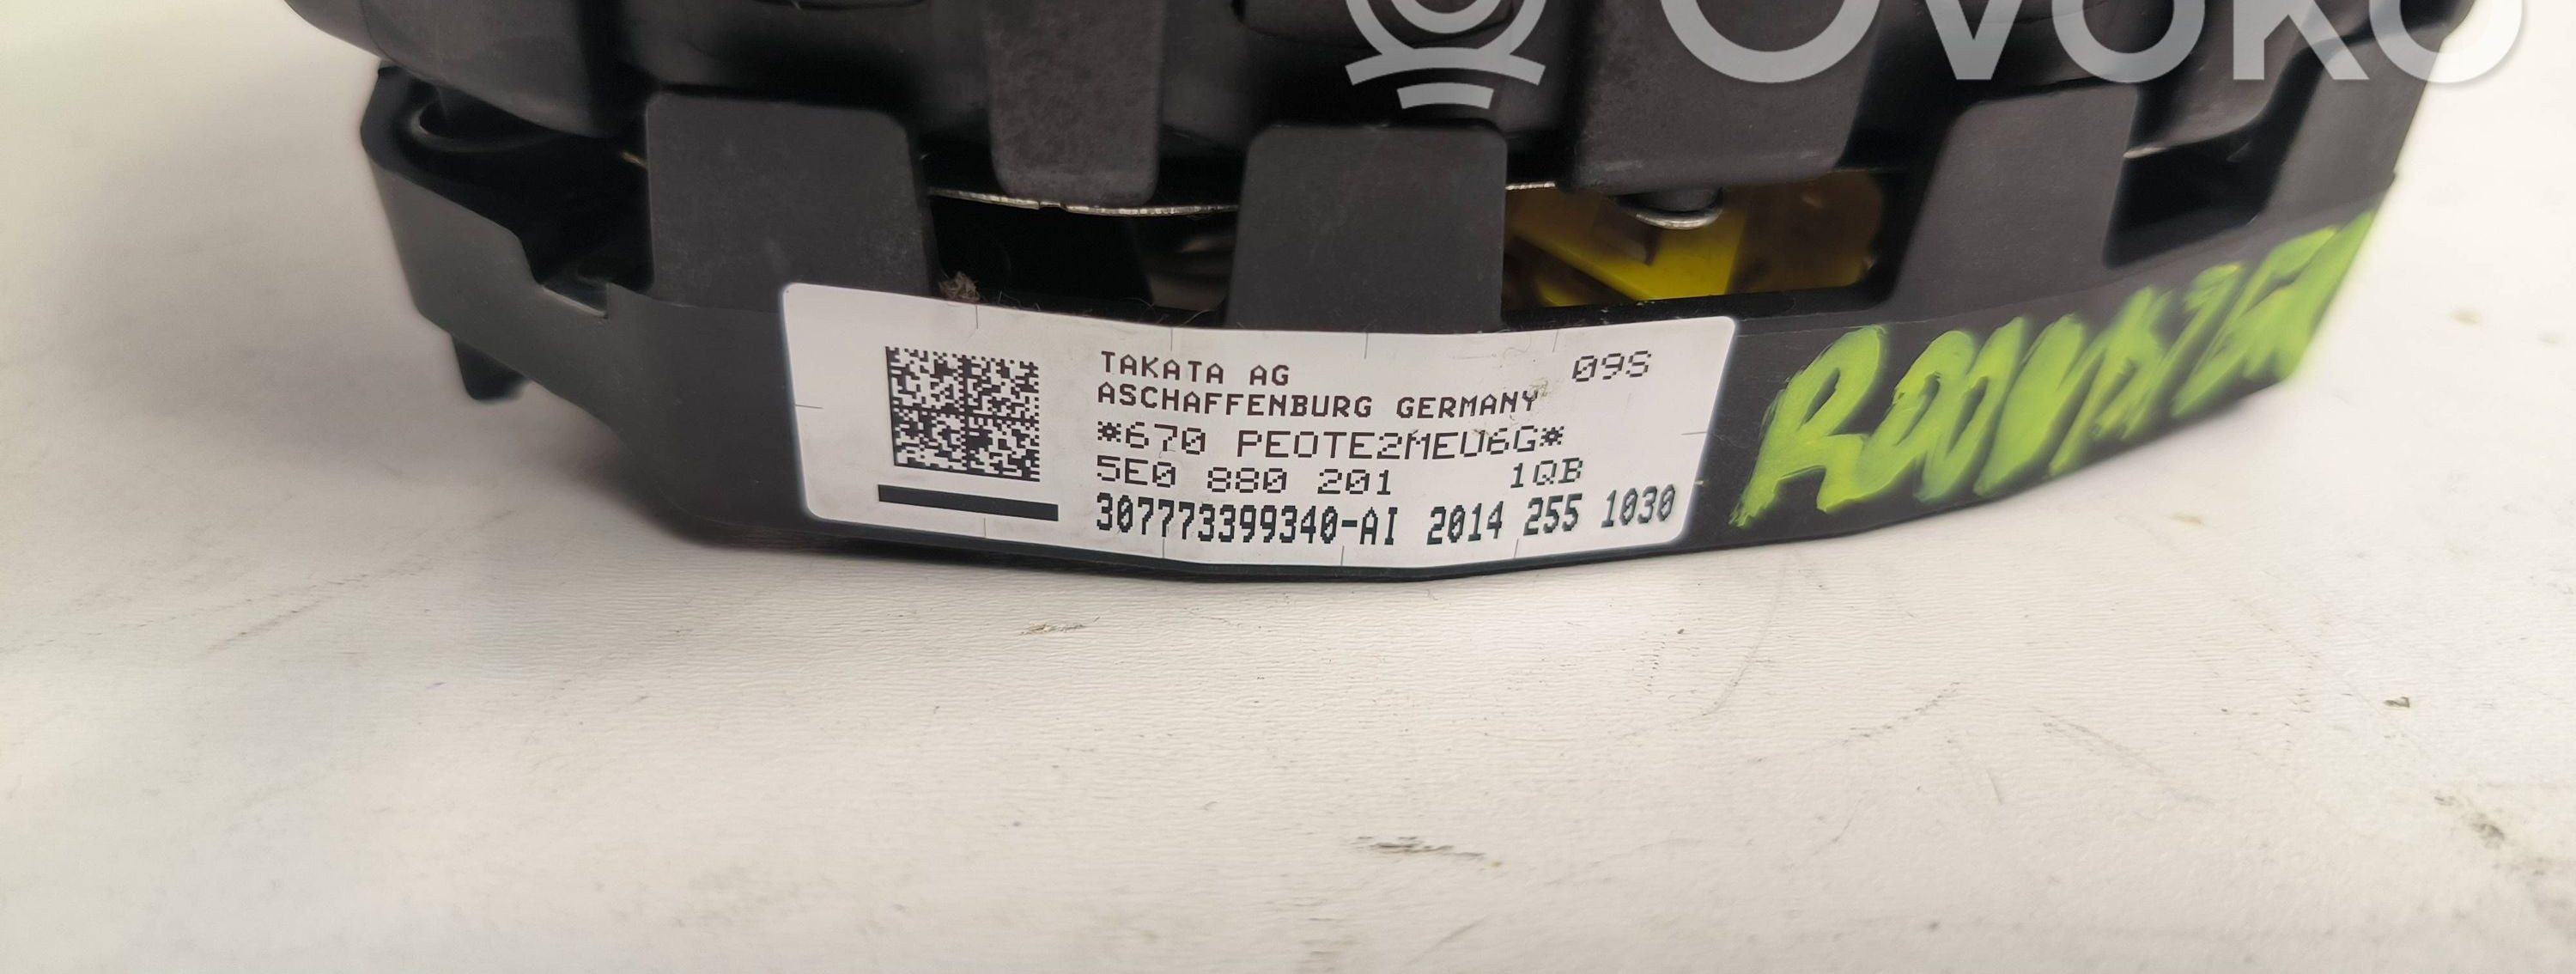 OVOKO
TAKATA AG 09S
ASCHAFFENBURG GERMANY
*670 PEOTE2MEU6G*
5E0 880 201 1QB
307773399340-AI 2014 255 1030